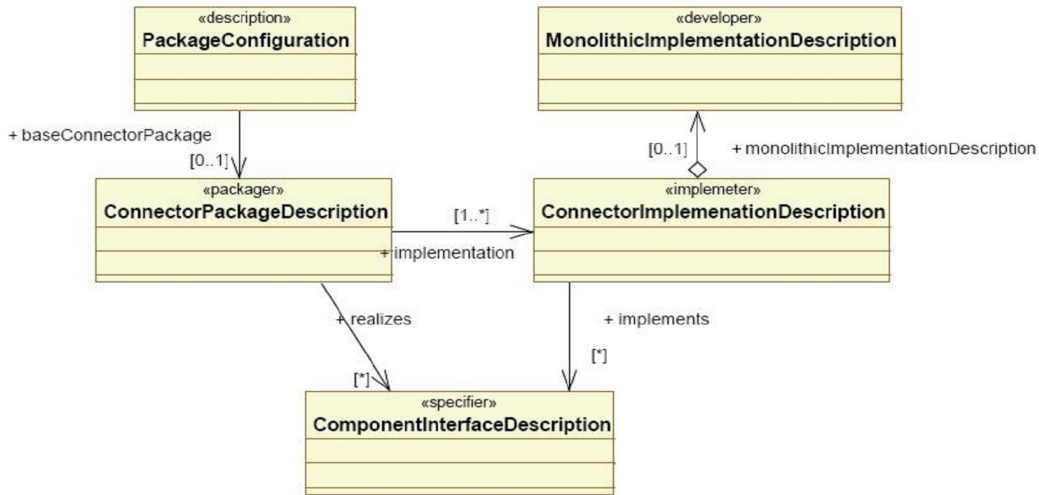 «description»
PackageConfiguration
«developer»
MonolithicImplementationDescription
+ baseConnectorPackage
[0..1]
[0..1]
+ monolithicImplementationDescription
«packager»
ConnectorPackageDescription
[1..*]
+ implementation
«implemeter»
ConnectorImplemenationDescription
+ realizes
[*]
+ implements
[*]
«specifier»
ComponentInterfaceDescription